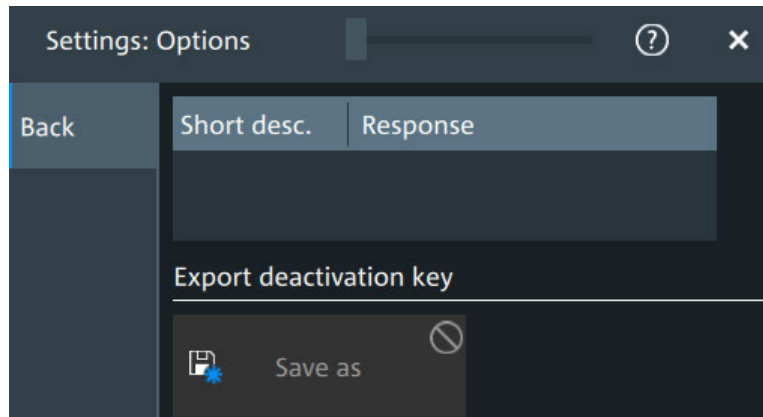 Settings: Options ?
Back
Short desc. Response
Export deactivation key
Save as